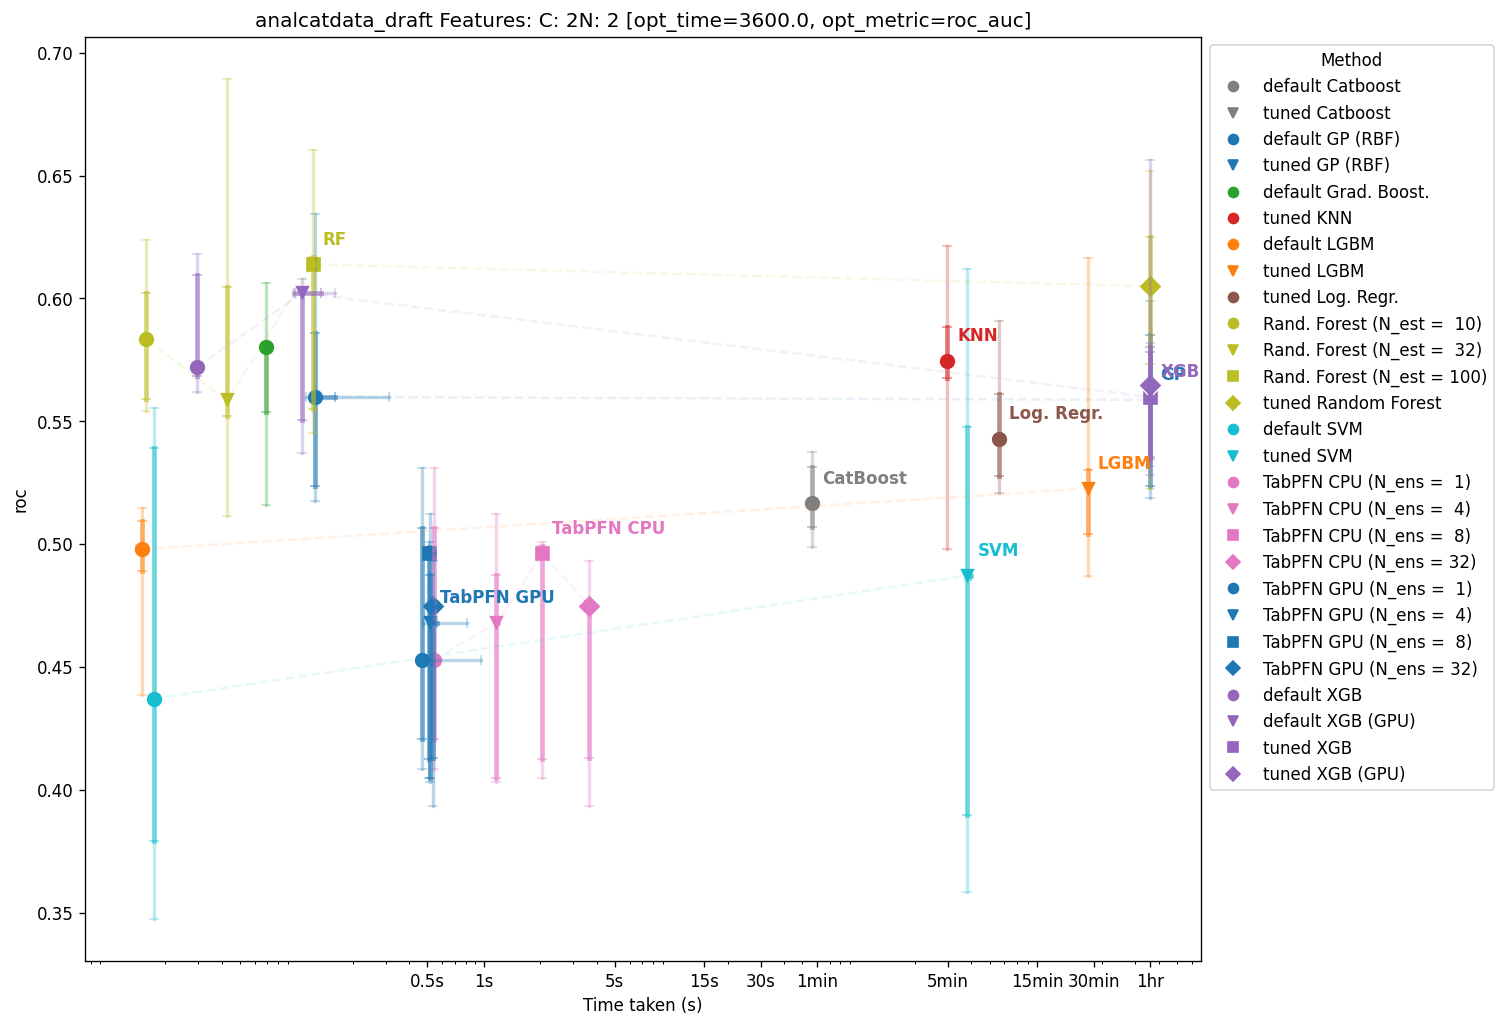 analcatdata_draft Features: C: 2N: 2 [opt_time=3600.0, opt_metric=roc_auc]
0.70
0.65
0.60
0.55
0.50
0.45
0.40
0.35
roc
RF
KNN
XGB
GP
Log. Regr.
LGBM
CatBoost
SVM
TabPFN CPU
TabPFN GPU
0.5s 1s 5s 15s 30s 1min 5min 15min 30min 1hr
Time taken (s)
Method
default Catboost
tuned Catboost
default GP (RBF)
tuned GP (RBF)
default Grad. Boost.
tuned KNN
default LGBM
tuned LGBM
tuned Log. Regr.
Rand. Forest (N_est =  10)
Rand. Forest (N_est =  32)
Rand. Forest (N_est = 100)
tuned Random Forest
default SVM
tuned SVM
TabPFN CPU (N_ens =  1)
TabPFN CPU (N_ens =  4)
TabPFN CPU (N_ens =  8)
TabPFN CPU (N_ens = 32)
TabPFN GPU (N_ens =  1)
TabPFN GPU (N_ens =  4)
TabPFN GPU (N_ens =  8)
TabPFN GPU (N_ens = 32)
default XGB
default XGB (GPU)
tuned XGB
tuned XGB (GPU)